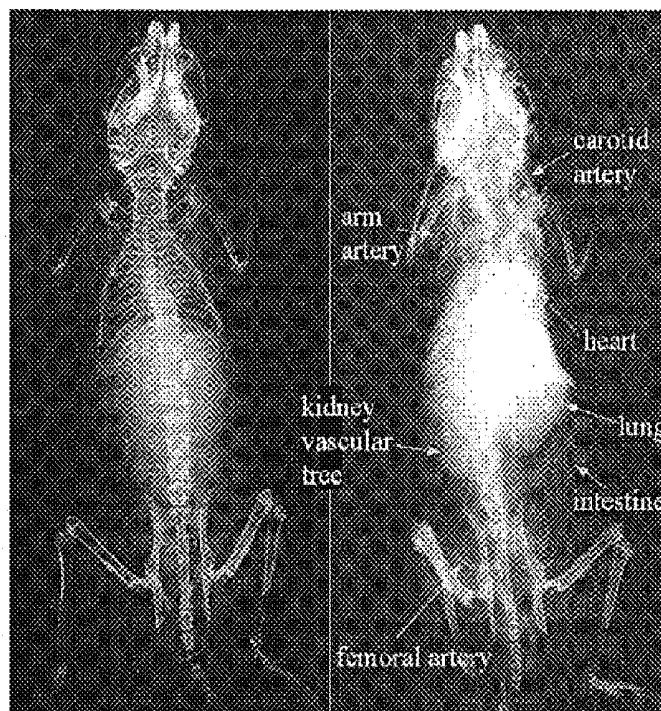 carotid
artery
arm
artery
heart
kidney
vascular
tree
lung
intestine
femoral artery